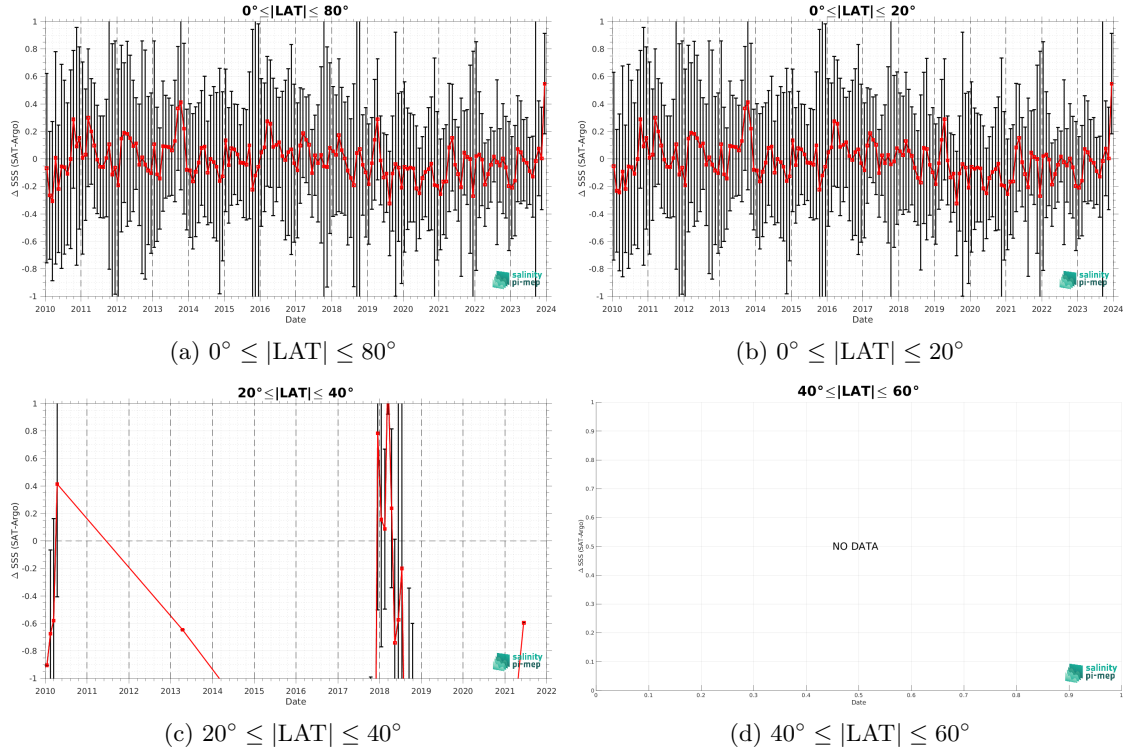 0°≤|LAT|≤ 80°
Δ SSS (SAT-Argo)
1
0.8
0.6
0.4
0.2
0
-0.2
-0.4
-0.6
-0.8
-1
2010 2011 2012 2013 2014 2015 2016 2017 2018 2019 2020 2021 2022 2023 2024
Date
salinity
pi-mep
(a) 0° ≤ |LAT| ≤ 80°
0°≤|LAT|≤ 20°
Δ SSS (SAT-Argo)
1
0.8
0.6
0.4
0.2
0
-0.2
-0.4
-0.6
-0.8
-1
2010 2011 2012 2013 2014 2015 2016 2017 2018 2019 2020 2021 2022 2023 2024
Date
salinity
pi-mep
(b) 0° ≤ |LAT| ≤ 20°
20°≤|LAT|≤ 40°
Δ SSS (SAT-Argo)
1
0.8
0.6
0.4
0.2
0
-0.2
-0.4
-0.6
-0.8
-1
2010 2011 2012 2013 2014 2015 2016 2017 2018 2019 2020 2021 2022
Date
salinity
pi-mep
(c) 20° ≤ |LAT| ≤ 40°
40°≤|LAT|≤ 60°
Δ SSS (SAT-Argo)
1
0.9
0.8
0.7
0.6
0.5
0.4
0.3
0.2
0.1
0
NO DATA
0 0.1 0.2 0.3 0.4 0.5 0.6 0.7 0.8 0.9 1
Date
salinity
pi-mep
(d) 40° ≤ |LAT| ≤ 60°